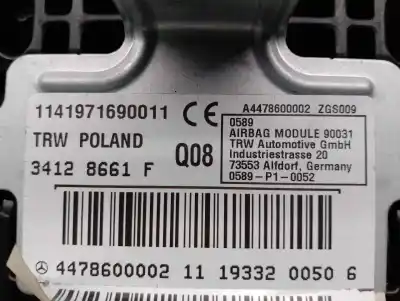 1141971690011 CE
A4478600002 ZGS009
TRW POLAND
3412 8661 F
Q08
0589
AIRBAG MODULE 90031
TRW Automotive GmbH
Industriestrasse 20
73553 Alfdorf, Germany
0589-P1-0052
4478600002 11 19332 0050 6